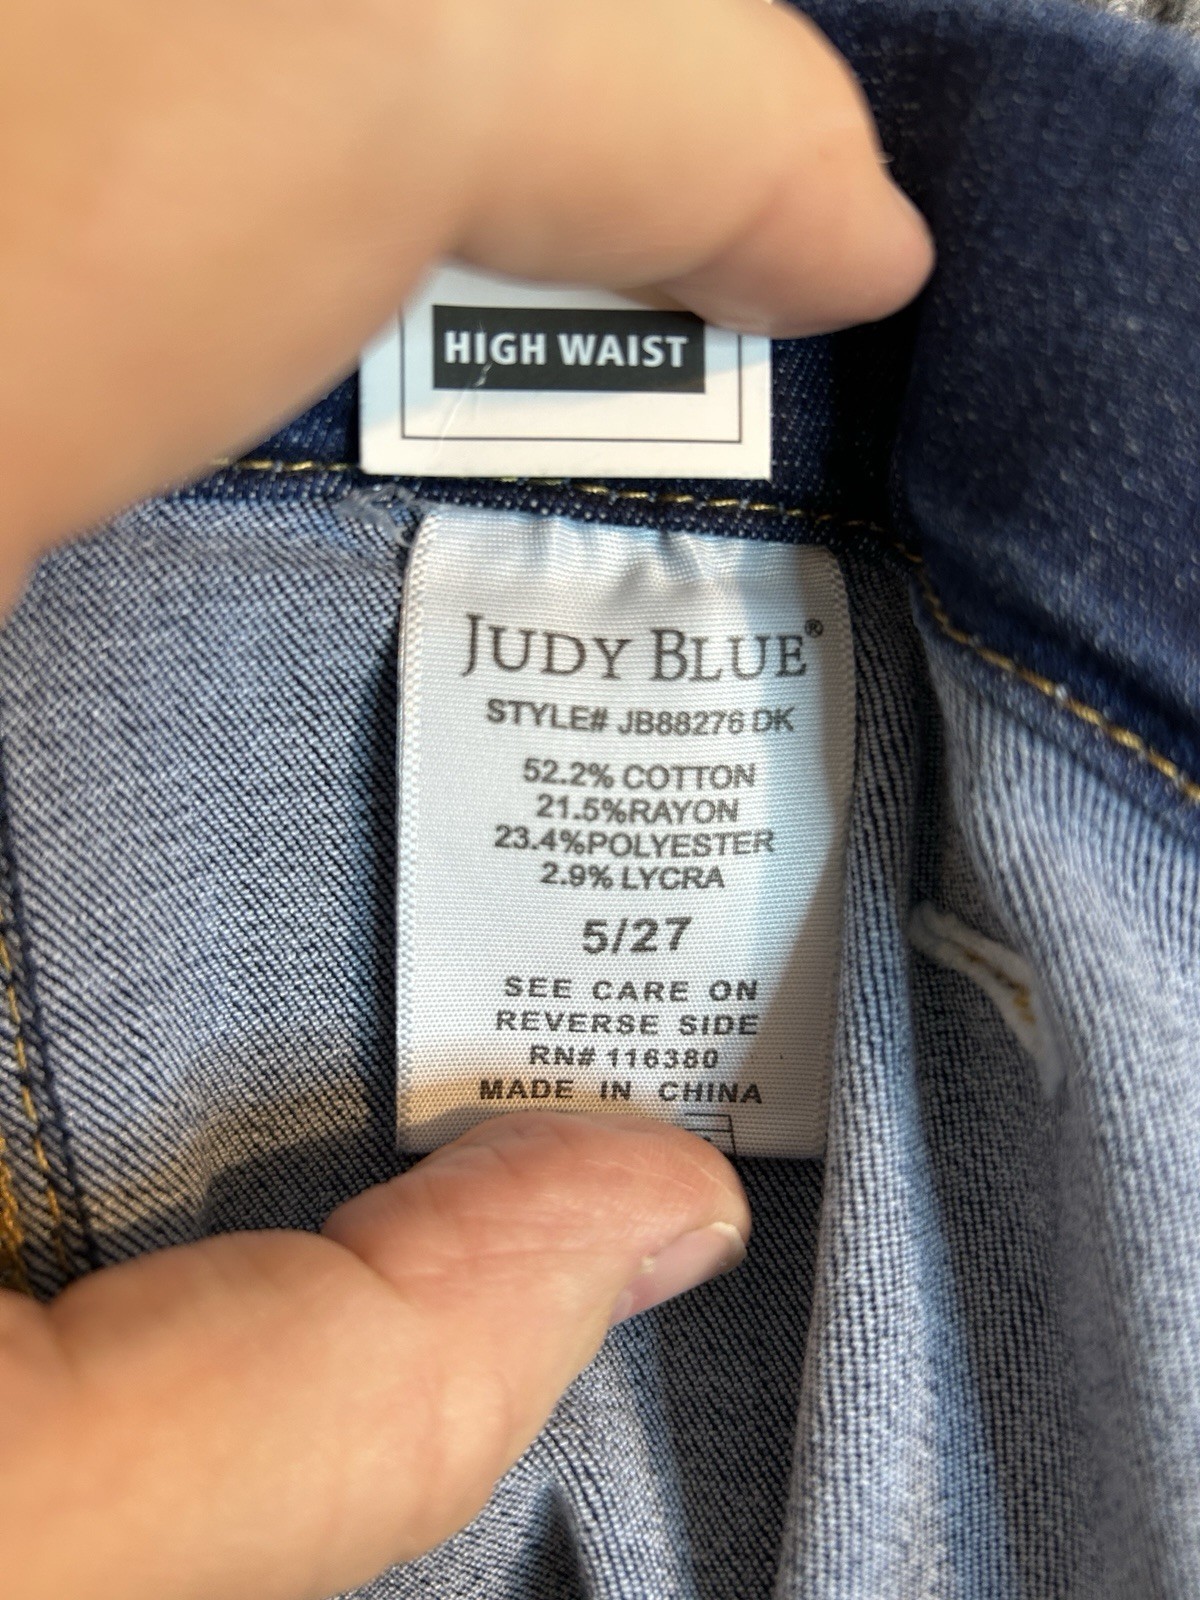 HIGH WAIST
JUDY BLUE®
STYLE# JB88276 DK
52.2% COTTON
21.5%RAYON
23.4%POLYESTER
2.9% LYCRA
5/27
SEE CARE ON
REVERSE SIDE
RN# 116380
MADE IN CHINA